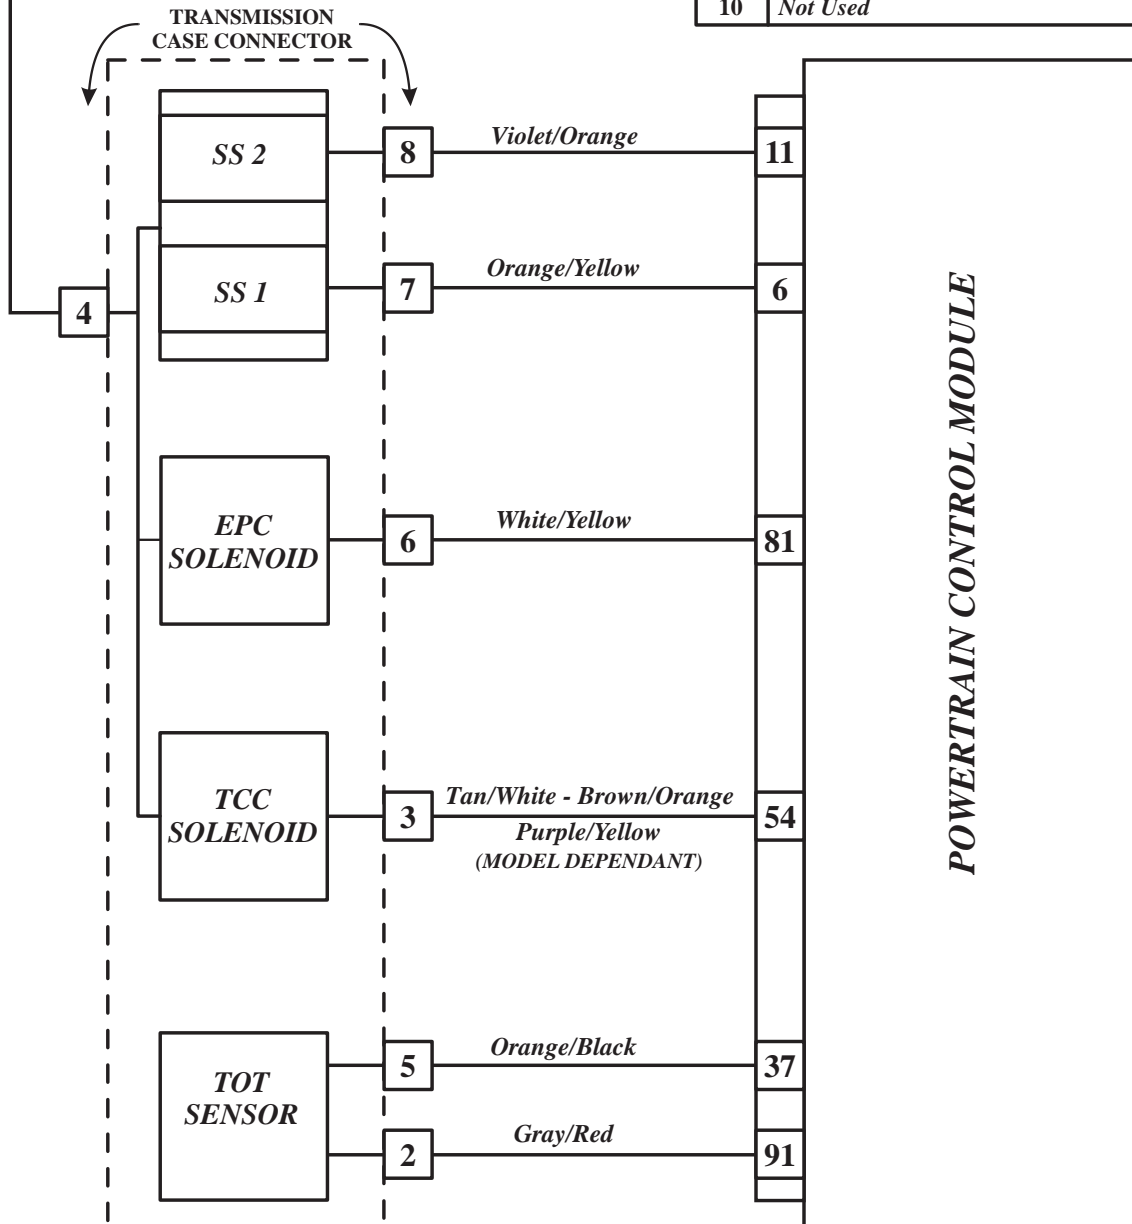 10 Not Used
TRANSMISSION
CASE CONNECTOR
SS 2
8
Violet/Orange
11
SS 1
7
Orange/Yellow
6
4
EPC
SOLENOID
6
White/Yellow
81
TCC
SOLENOID
3
Tan/White - Brown/Orange
Purple/Yellow
(MODEL DEPENDANT)
54
TOT
SENSOR
5
Orange/Black
37
2
Gray/Red
91
POWERTRAIN CONTROL MODULE